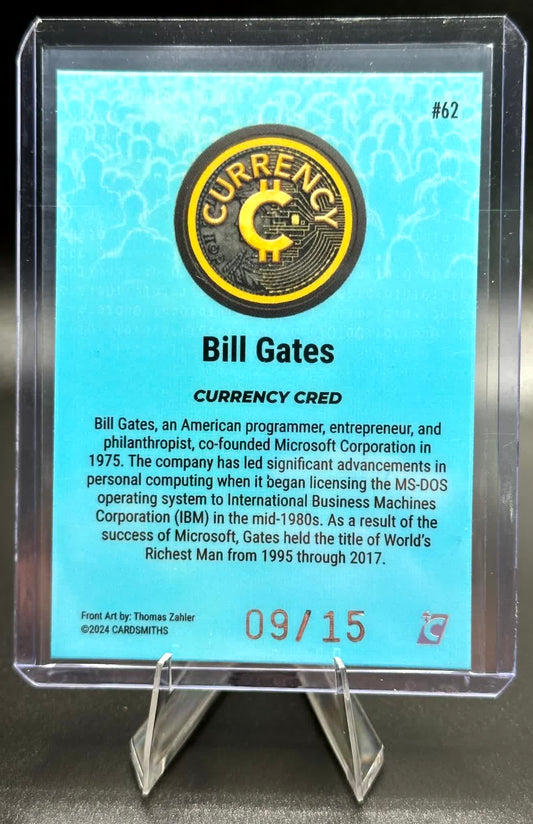 #62
CURRENCY
Bill Gates
CURRENCY CRED
Bill Gates, an American programmer, entrepreneur, and
philanthropist, co-founded Microsoft Corporation in
1975. The company has led significant advancements in
personal computing when it began licensing the MS-DOS
operating system to International Business Machines
Corporation (IBM) in the mid-1980s. As a result of the
success of Microsoft, Gates held the title of World's
Richest Man from 1995 through 2017.
Front Art by: Thomas Zahler
©2024 CARDSMITHS
09/15